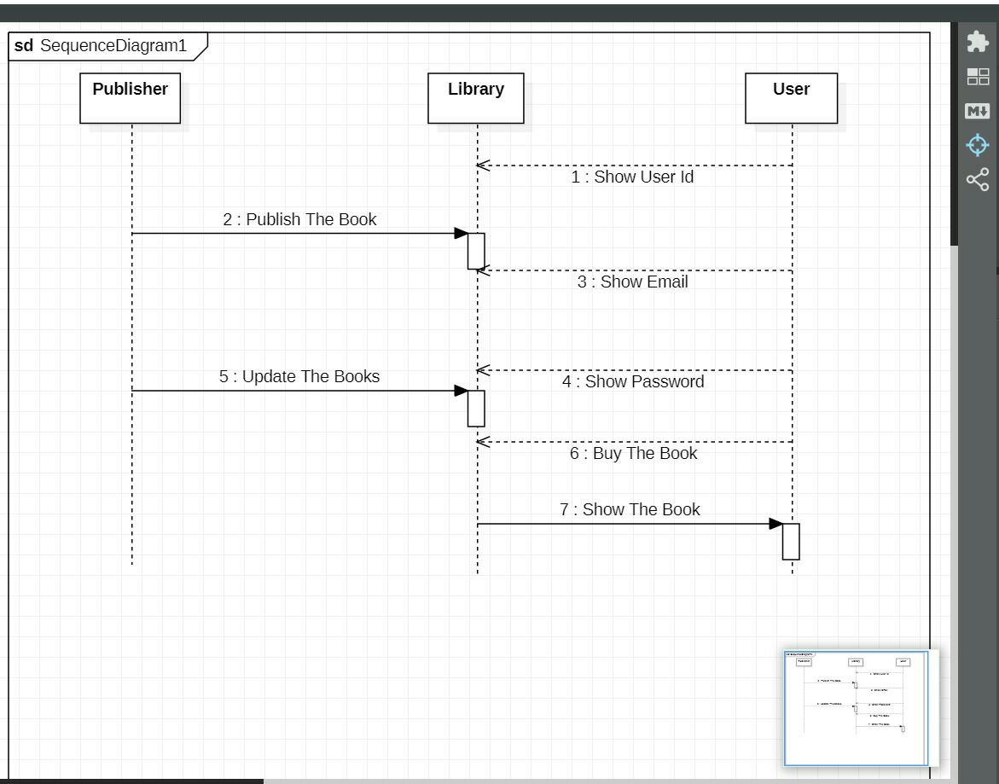 sd SequenceDiagram1
Publisher
Library
User
1 : Show User Id
2 : Publish The Book
3 : Show Email
5 : Update The Books
4 : Show Password
6 : Buy The Book
7 : Show The Book
M